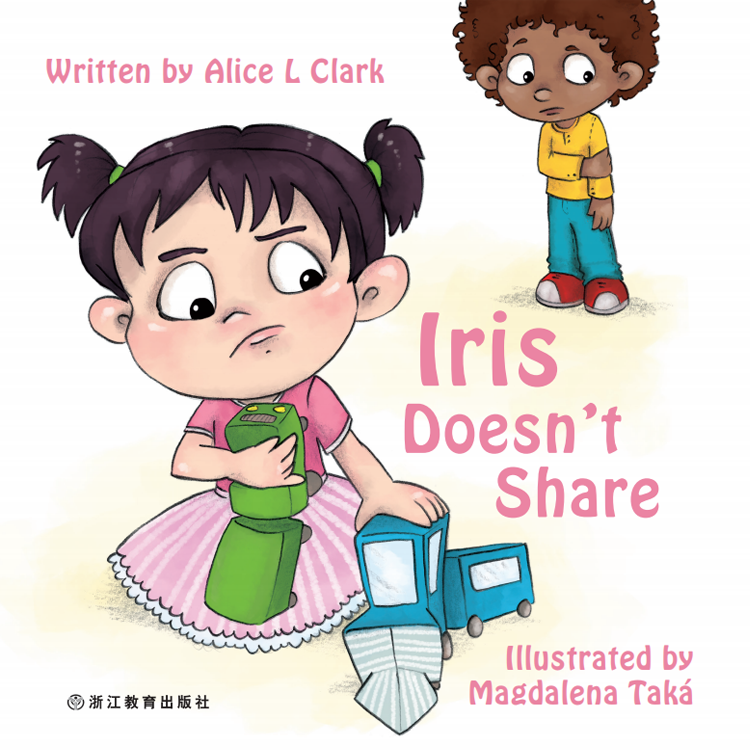 Written by Alice L Clark
Iris
Doesn't
Share
Illustrated by
Magdalena Taká
浙江教育出版社